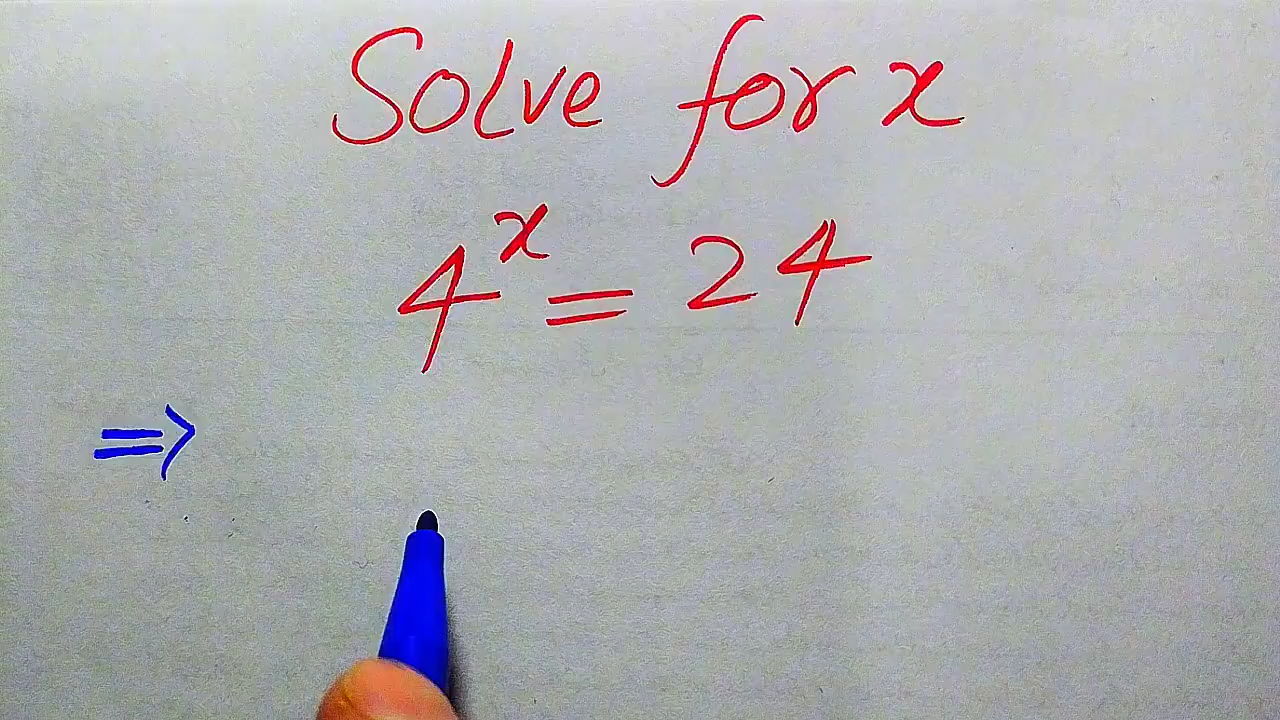 Solve for x
4^x = 24
⇒